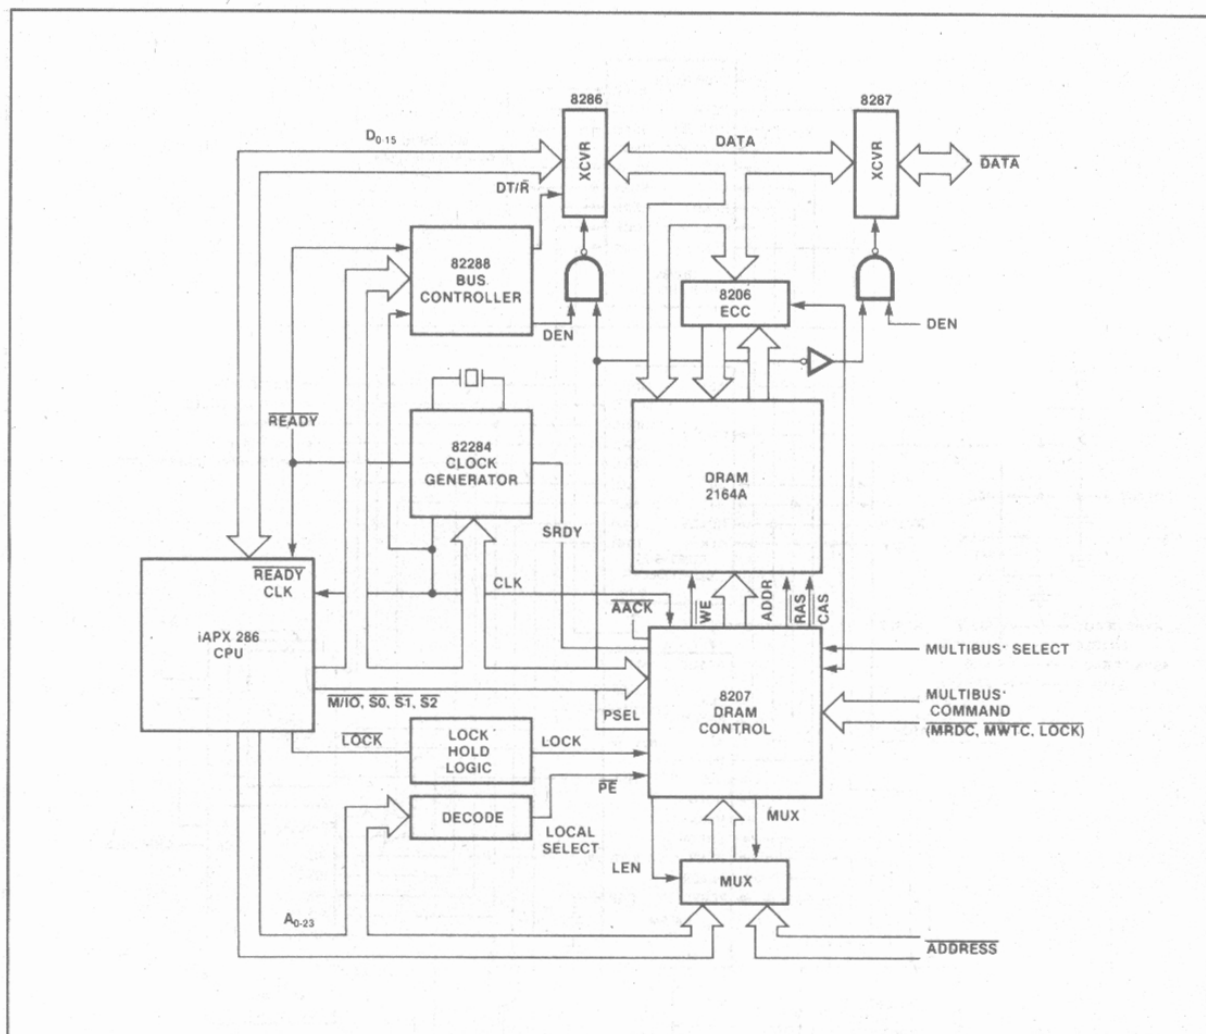 8286
8287
D0-15
XCVR
DATA
XCVR
DATA
DT/R
82288
BUS
CONTROLLER
8206
ECC
DEN
DEN
READY
82284
CLOCK
GENERATOR
DRAM
2164A
SRDY
READY
CLK
CLK
AACK
WE
ADDR
RAS
CAS
iAPX 286
CPU
MULTIBUS* SELECT
M/IO, S0, S1, S2
PSEL
8207
DRAM
CONTROL
MULTIBUS*
COMMAND
(MRDC, MWTC, LOCK)
LOCK
LOCK
HOLD
LOGIC
LOCK
PE
DECODE
LOCAL
SELECT
MUX
LEN
MUX
A0-23
ADDRESS